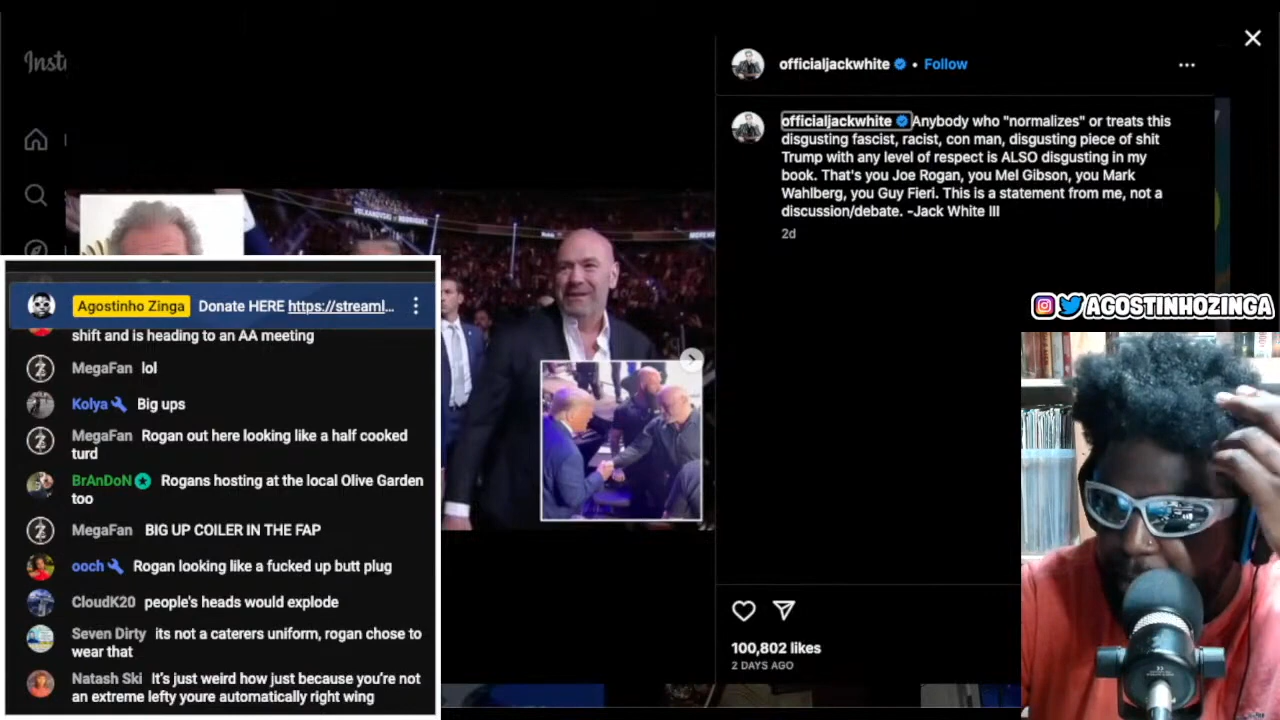 Insta
officialjackwhite • Follow
officialjackwhite Anybody who "normalizes" or treats this
disgusting fascist, racist, con man, disgusting piece of shit
Trump with any level of respect is ALSO disgusting in my
book. That's you Joe Rogan, you Mel Gibson, you Mark
Wahlberg, you Guy Fieri. This is a statement from me, not a
discussion/debate. -Jack White III
2d
VOLKANOVSKI RODRIGUEZ
Agostinho Zinga Donate HERE https://streaml...
shift and is heading to an AA meeting
MegaFan lol
Kolya Big ups
MegaFan Rogan out here looking like a half cooked
turd
BrAnDoN Rogans hosting at the local Olive Garden
too
MegaFan BIG UP COILER IN THE FAP
ooch Rogan looking like a fucked up butt plug
CloudK20 people's heads would explode
Seven Dirty its not a caterers uniform, rogan chose to
wear that
Natash Ski It's just weird how just because you're not
an extreme lefty youre automatically right wing
100,802 likes
2 DAYS AGO
AGOSTINHOZINGA